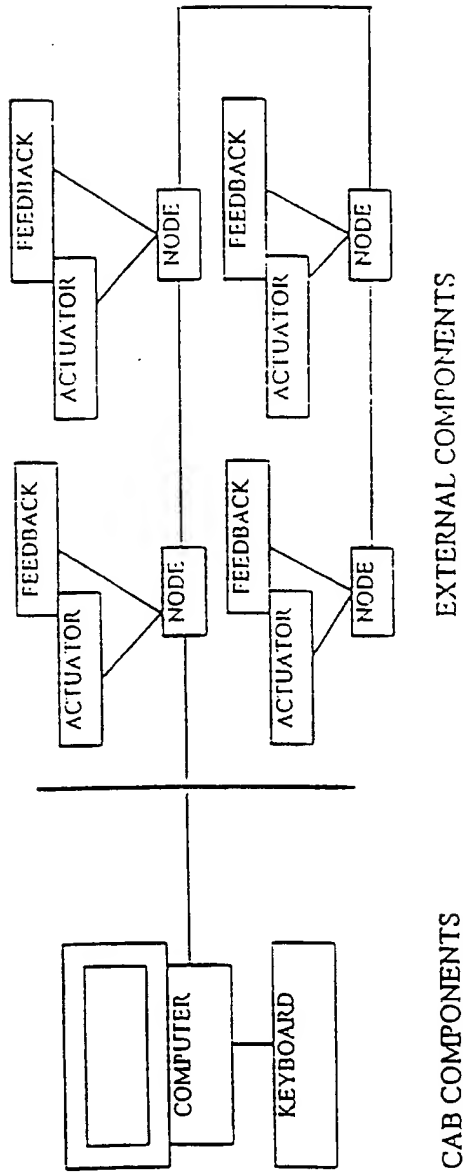 FEEDBACK
FEEDBACK
ACTUATOR
ACTUATOR
NODE
NODE
FEEDBACK
FEEDBACK
ACTUATOR
ACTUATOR
NODE
NODE
COMPUTER
KEYBOARD
CAB COMPONENTS
EXTERNAL COMPONENTS